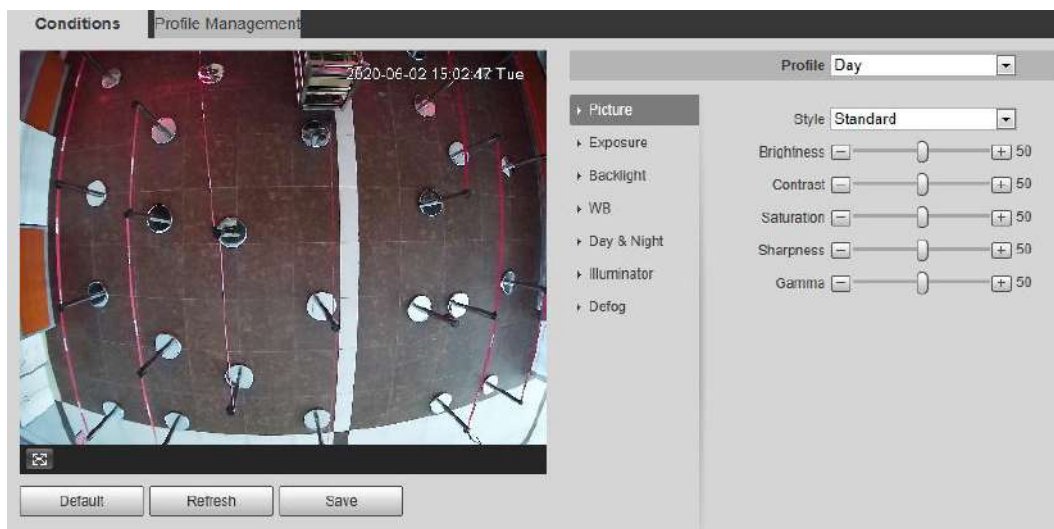 Conditions
Profile Management
2020-06-02 15:02:47 Tue
Profile Day
Picture
Exposure
Backlight
WB
Day & Night
Illuminator
Defog
Style Standard
Brightness 50
Contrast 50
Saturation 50
Sharpness 50
Gamma 50
Default Refresh Save